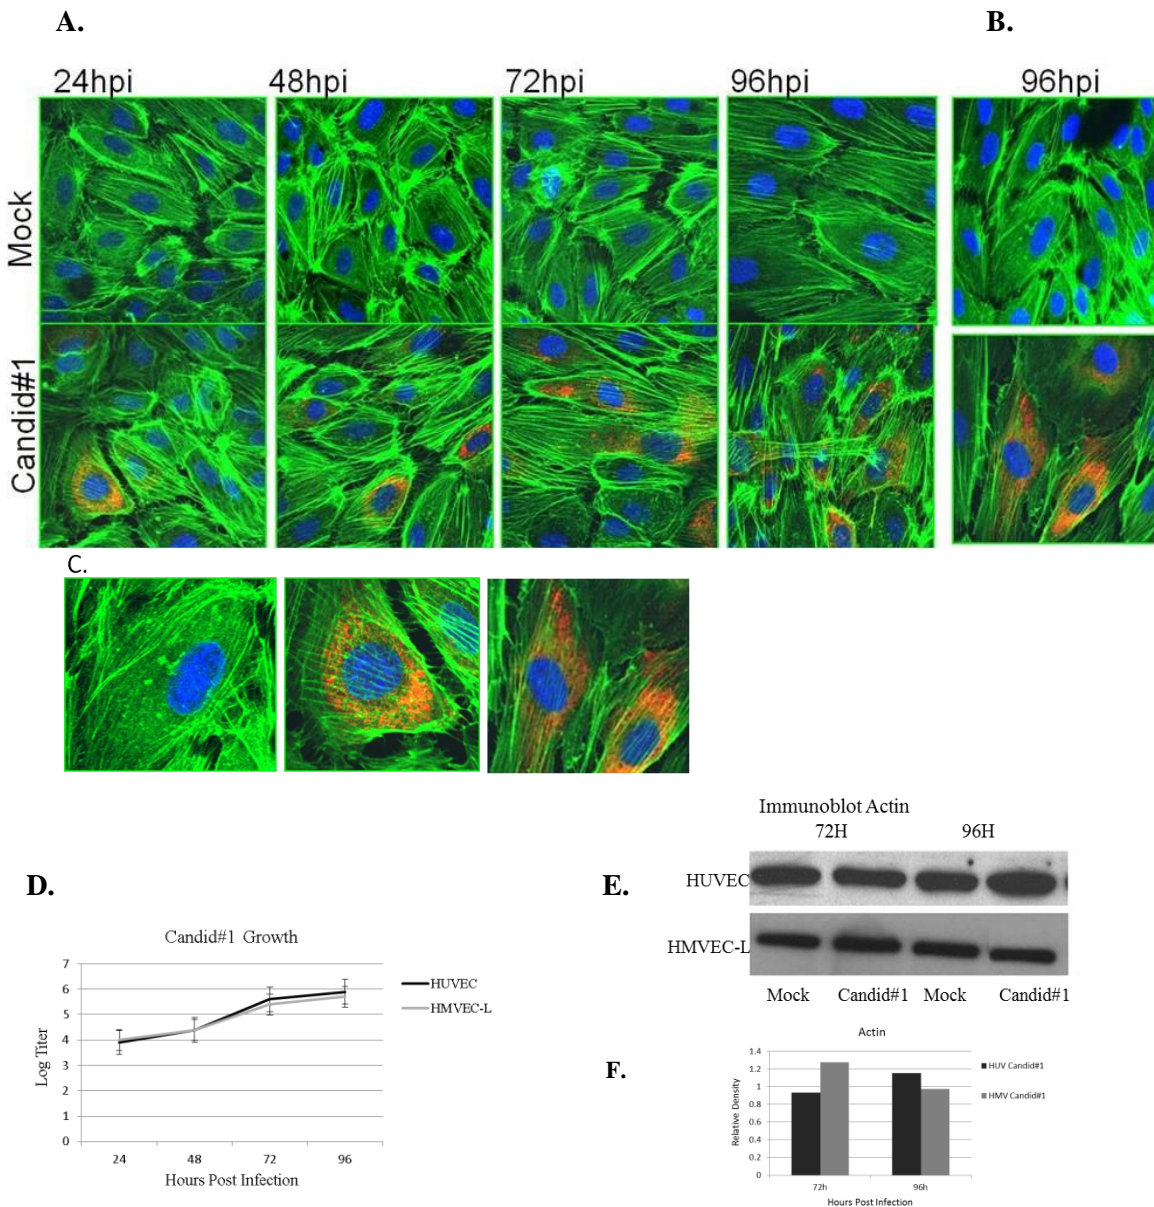 A.
B.
24hpi 48hpi 72hpi 96hpi 96hpi
Mock
Candid#1
C.
Immunoblot Actin
72H 96H
D.
E.
HUVEC
HMVEC-L
Mock Candid#1 Mock Candid#1
Candid#1 Growth
7
6
5
4
3
2
1
0
Log Titer
24 48 72 96
Hours Post Infection
HUVEC
HMVEC-L
F.
Actin
1.4
1.2
1
0.8
0.6
0.4
0.2
0
Relative Density
72h 96h
Hours Post Infection
HUV Candid#1
HMV Candid#1